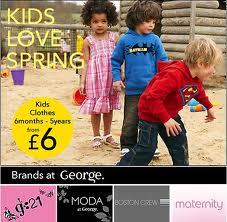 KIDS
LOVE
SPRING
Kids
Clothes
6months - 5years
from
£6
Brands at George.
g:21
MODA
at George.
BOSTON CREW
maternity